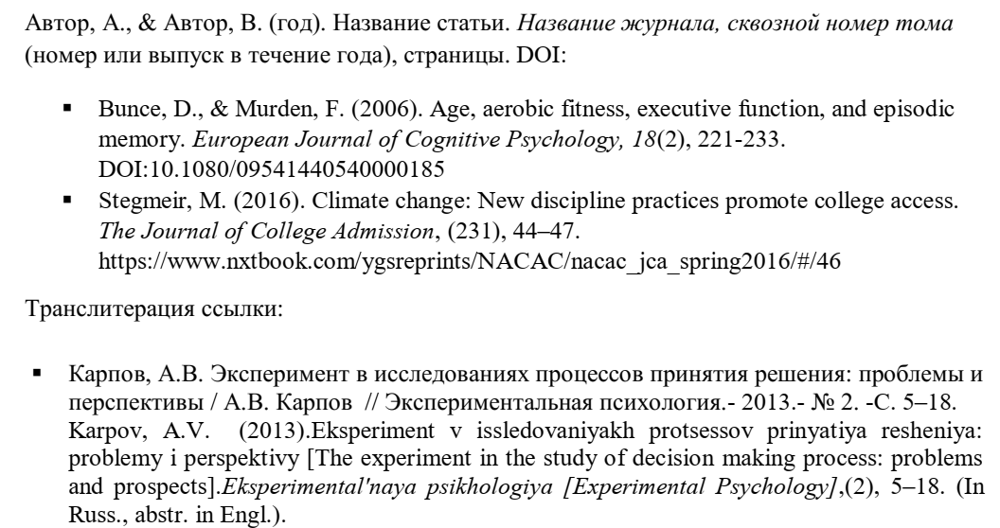 Автор, А., & Автор, В. (год). Название статьи. Название журнала, сквозной номер тома
(номер или выпуск в течение года), страницы. DOI:
▪ Bunce, D., & Murden, F. (2006). Age, aerobic fitness, executive function, and episodic
memory. European Journal of Cognitive Psychology, 18(2), 221-233.
DOI:10.1080/09541440540000185
▪ Stegmeir, M. (2016). Climate change: New discipline practices promote college access.
The Journal of College Admission, (231), 44–47.
https://www.nxtbook.com/ygsreprints/NACAC/nacac_jca_spring2016/#/46
Транслитерация ссылки:
▪ Карпов, А.В. Эксперимент в исследованиях процессов принятия решения: проблемы и
перспективы / А.В. Карпов // Экспериментальная психология.- 2013.- № 2. -С. 5–18.
Karpov, A.V. (2013).Eksperiment v issledovaniyakh protsessov prinyatiya resheniya:
problemy i perspektivy [The experiment in the study of decision making process: problems
and prospects].Eksperimental'naya psikhologiya [Experimental Psychology],(2), 5–18. (In
Russ., abstr. in Engl.).